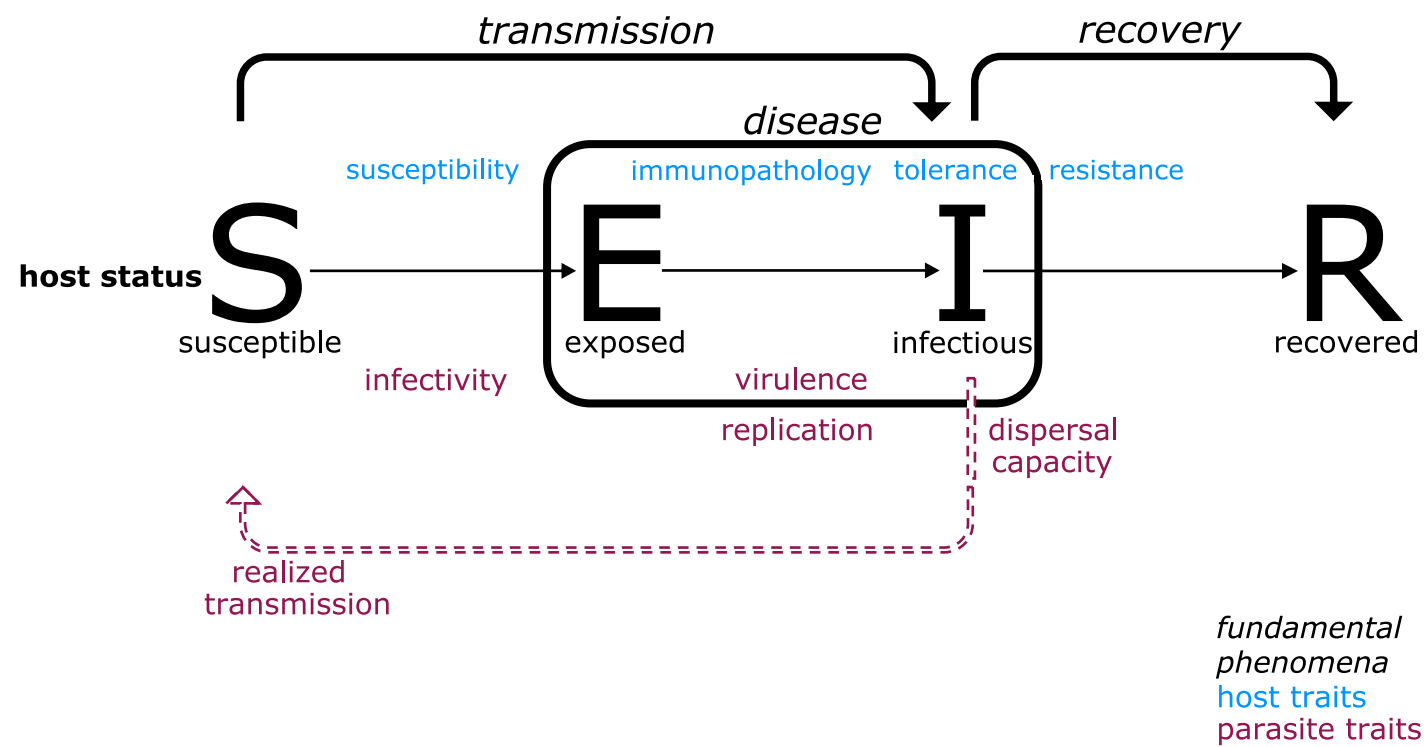 transmission
recovery
disease
susceptibility
immunopathology
tolerance
resistance
host status
S
E
I
R
susceptible
exposed
infectious
recovered
infectivity
virulence
replication
dispersal
capacity
realized
transmission
fundamental
phenomena
host traits
parasite traits